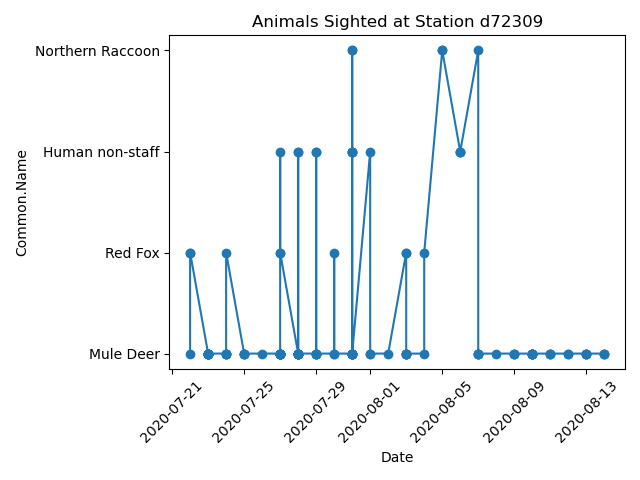 Animals Sighted at Station d72309
Northern Raccoon
Human non-staff
Red Fox
Mule Deer
Common.Name
2020-07-21
2020-07-25
2020-07-29
2020-08-01
2020-08-05
2020-08-09
2020-08-13
Date